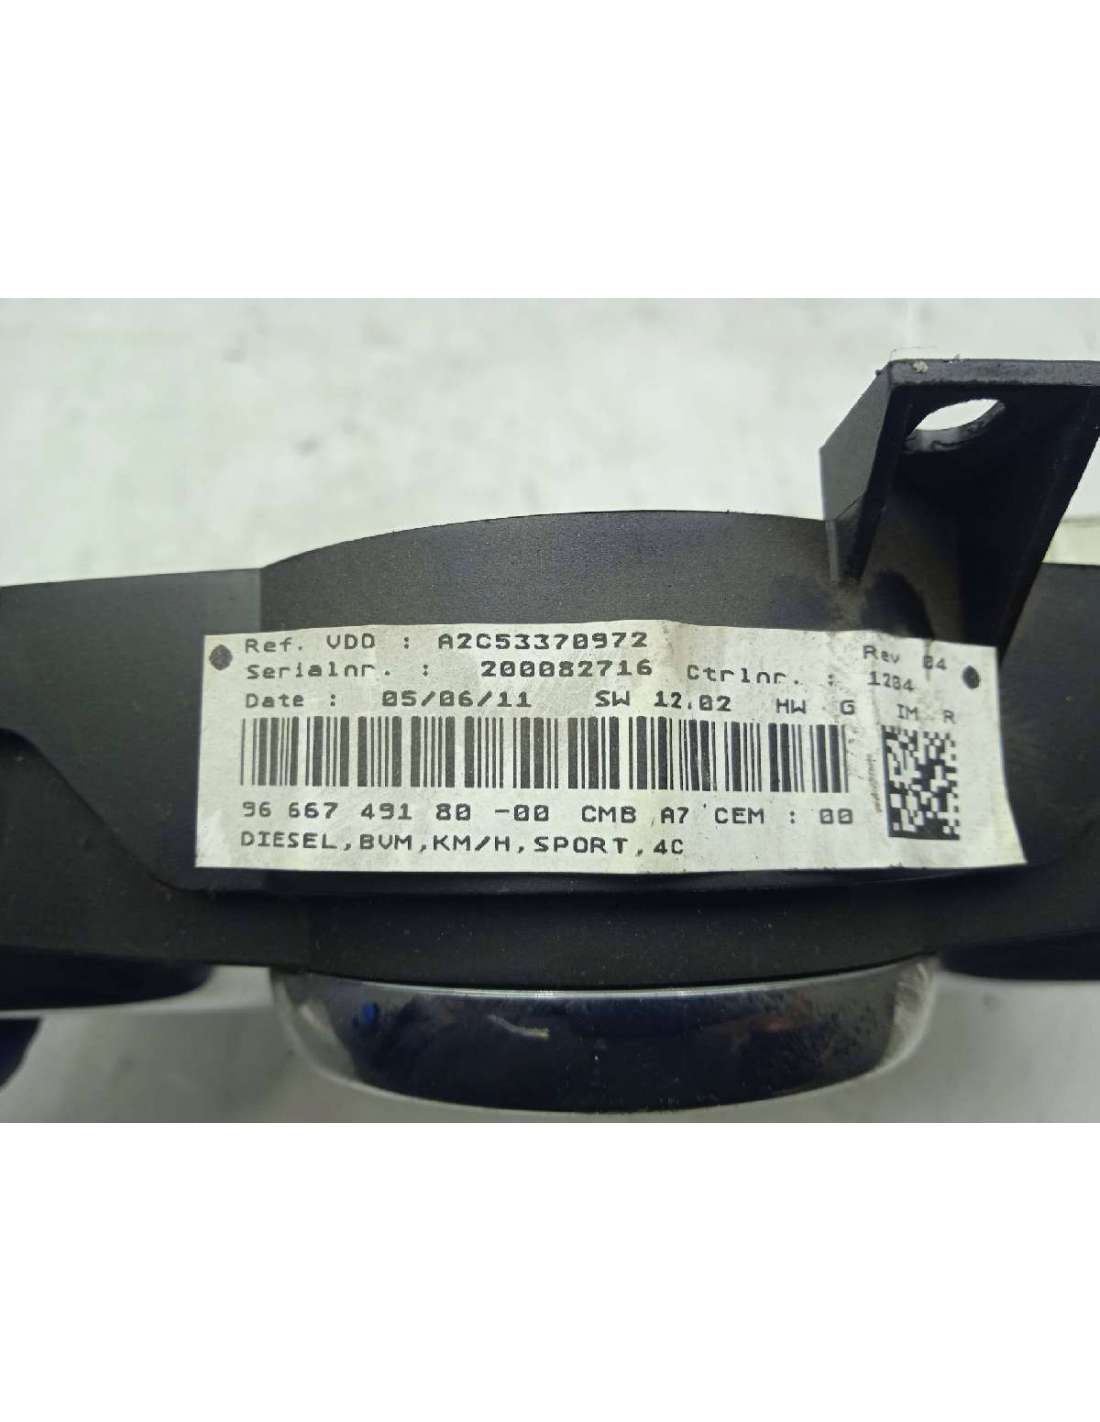 Ref. VDO : A2C53370972 Rev 04
Serialnr. : 200082716 Ctrlnr. : 1204
Date : 05/06/11 SW 12.02 HW G IM R
96 667 491 80 -00 CMB A7 CEM : 00
DIESEL,BVM,KM/H,SPORT,4C